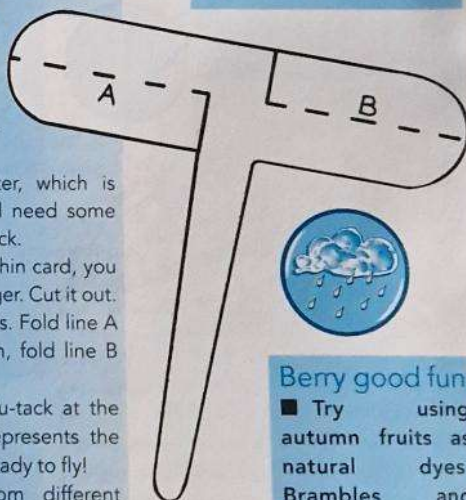 A
B
ter, which is
need some
ck.
hin card, you
ger. Cut it out.
s. Fold line A
n, fold line B
u-tack at the
epresents the
ady to fly!
om different
Berry good fun
■ Try using
autumn fruits as
natural dyes.
Brambles and